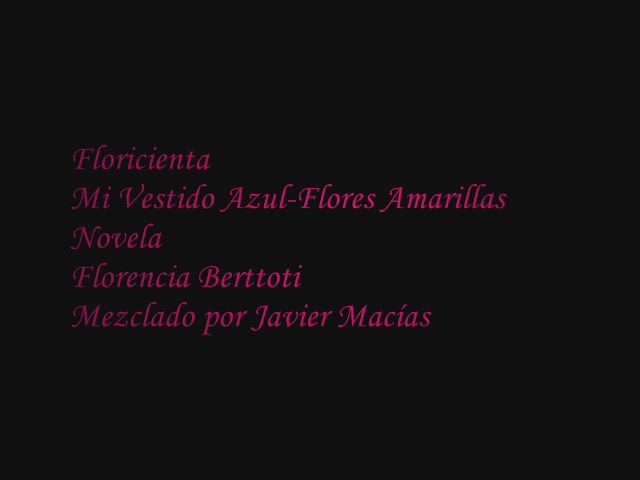 Floricienta
Mi Vestido Azul-Flores Amarillas
Novela
Florencia Berttoti
Mezclado por Javier Macías